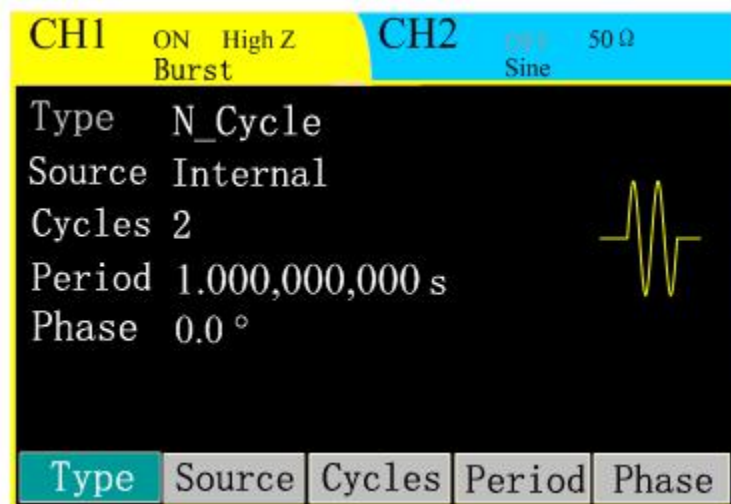 CH1 ON High Z CH2 OFF 50 Ω
Burst Sine
Type N_Cycle
Source Internal
Cycles 2
Period 1.000,000,000 s
Phase 0.0 °
Type Source Cycles Period Phase